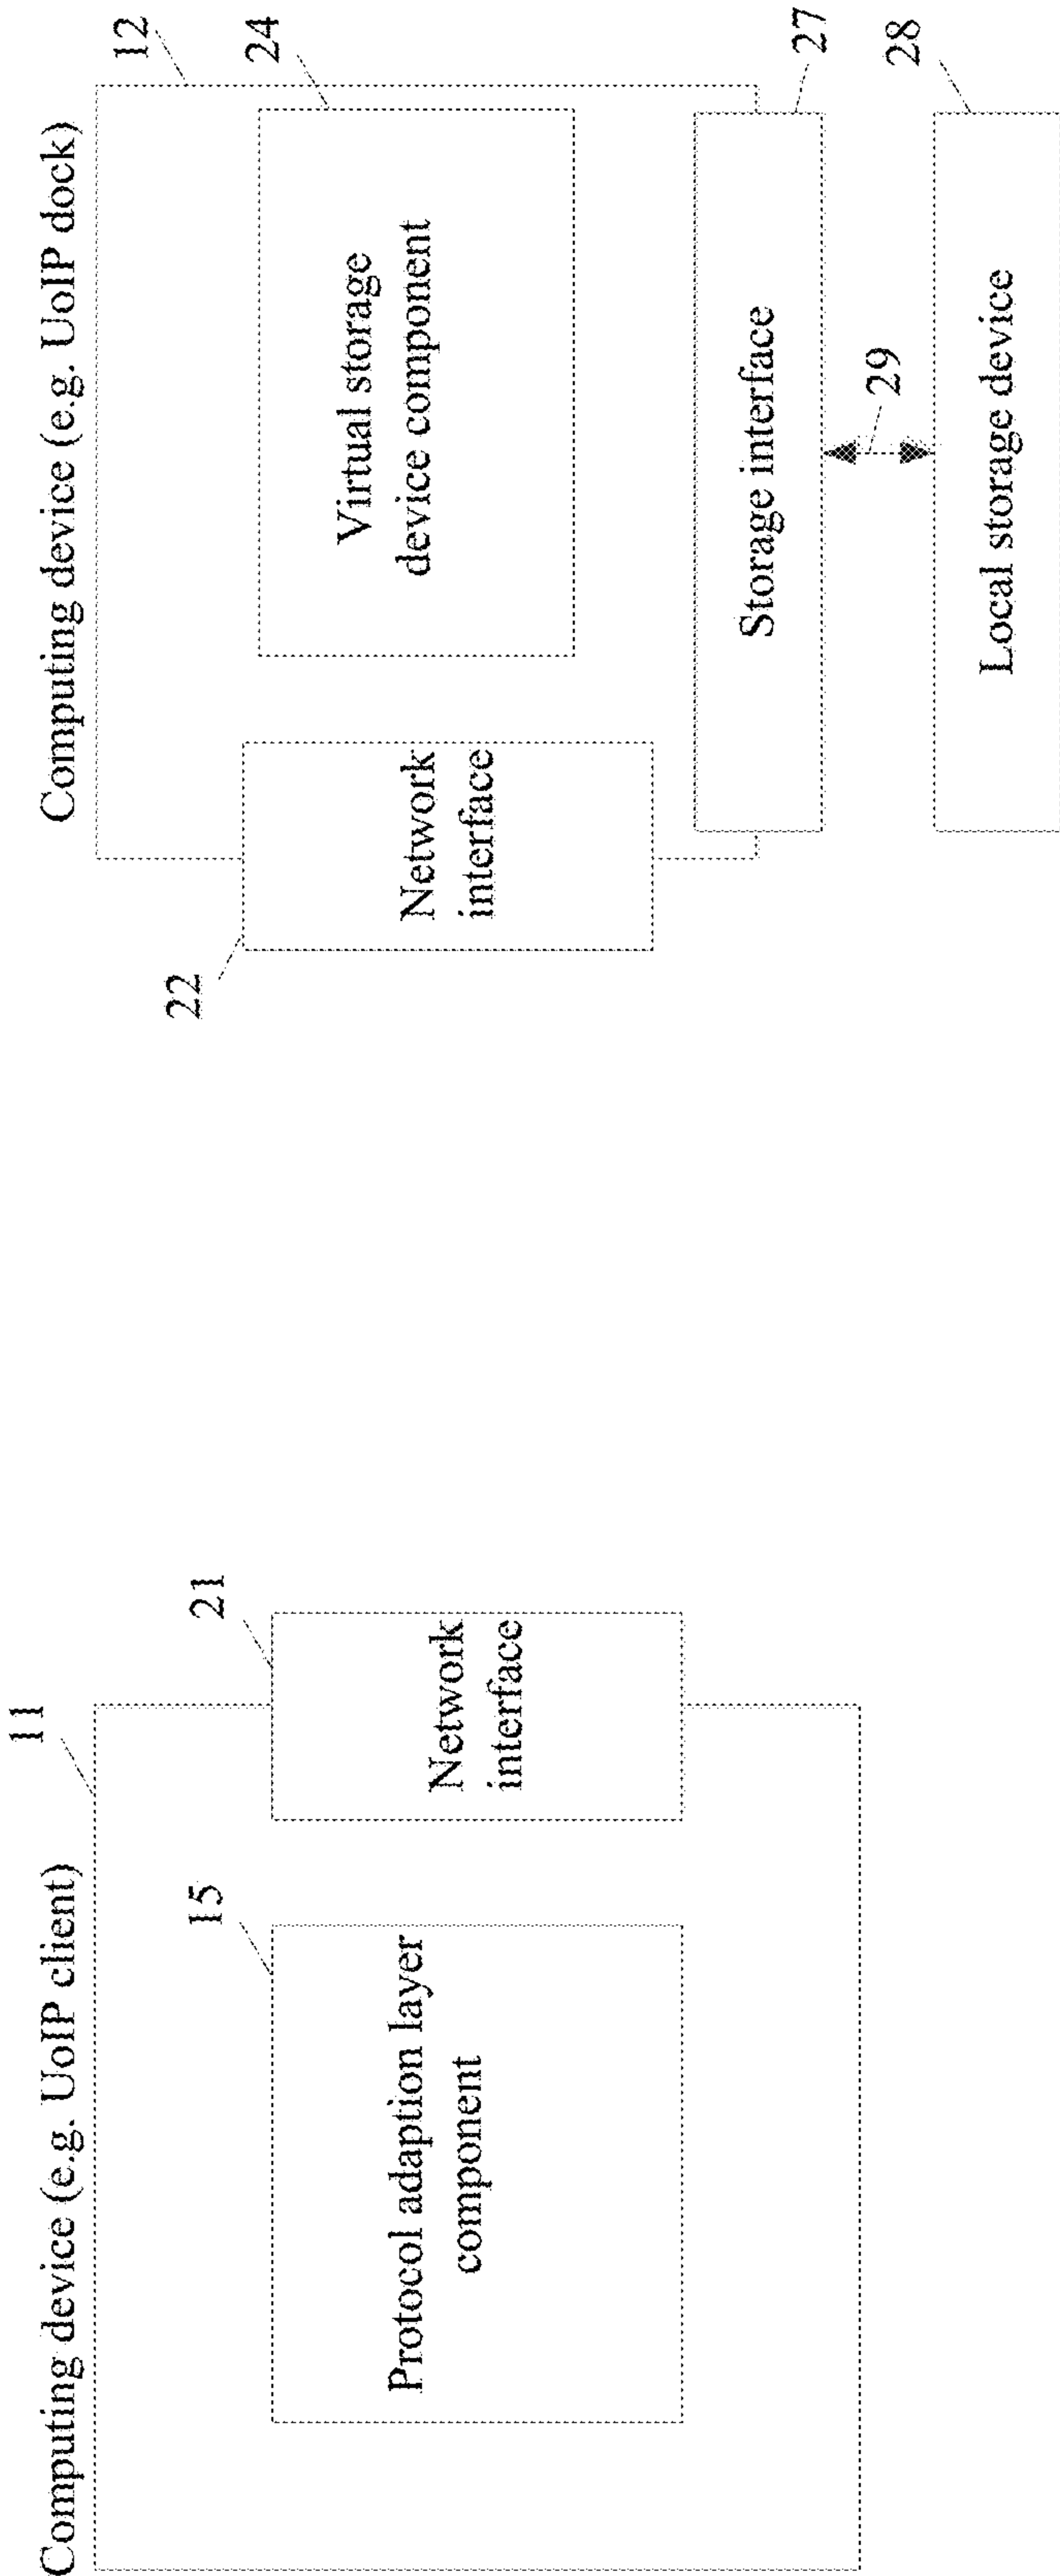 Computing device (e.g. UoIP client)
11
15
Protocol adaption layer
component
21
Network
interface
Computing device (e.g. UoIP dock)
12
22
Network
interface
24
Virtual storage
device component
Storage interface
27
29
Local storage device
28